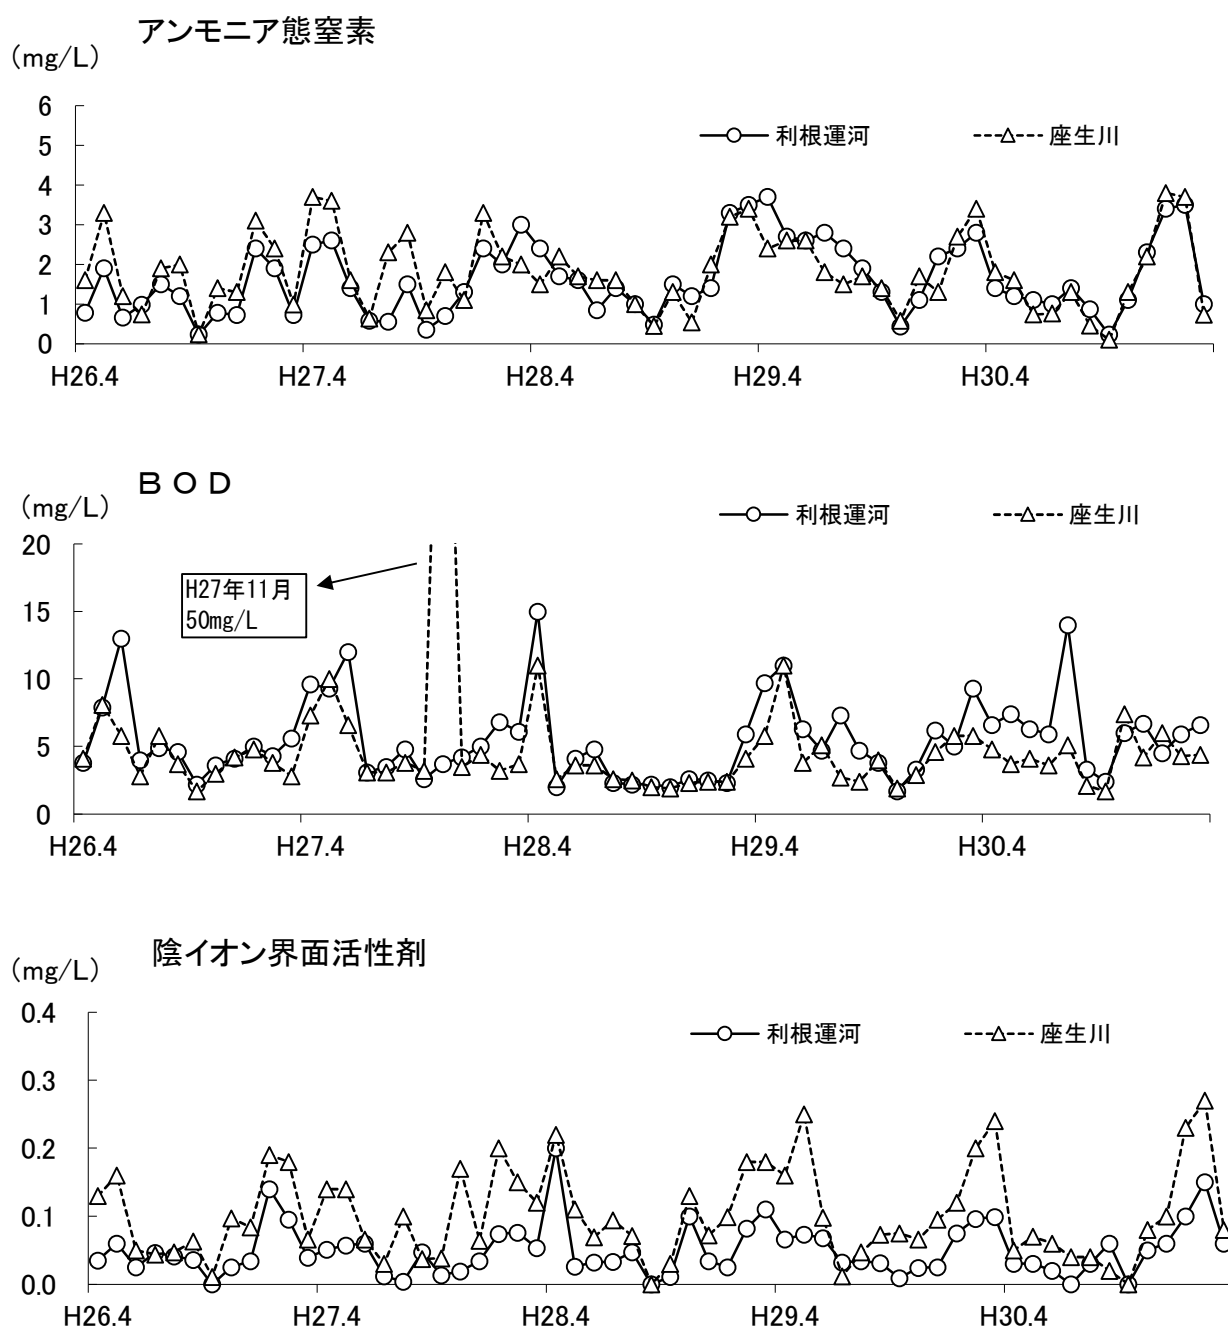 アンモニア態窒素
(mg/L)
6
5
4
3
2
1
0
利根運河
座生川
H26.4
H27.4
H28.4
H29.4
H30.4
ＢＯＤ
(mg/L)
20
15
10
5
0
利根運河
座生川
H27年11月
50mg/L
H26.4
H27.4
H28.4
H29.4
H30.4
陰イオン界面活性剤
(mg/L)
0.4
0.3
0.2
0.1
0.0
利根運河
座生川
H26.4
H27.4
H28.4
H29.4
H30.4